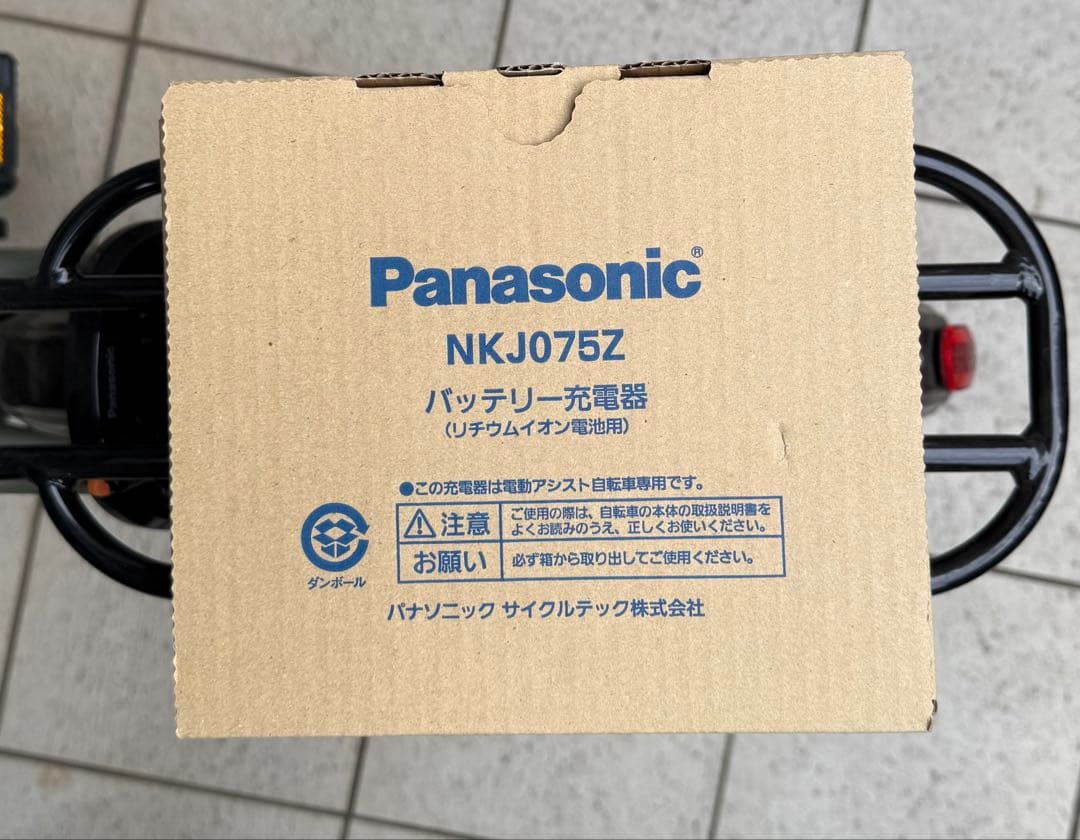 Panasonic®
NKJ075Z
バッテリー充電器
(リチウムイオン電池用)
●この充電器は電動アシスト自転車専用です。
注意
ご使用の際は、自転車の本体の取扱説明書を
よくお読みのうえ、正しくお使いください。
お願い
必ず箱から取り出してご使用ください。
ダンボール
パナソニック サイクルテック株式会社
Panasonic